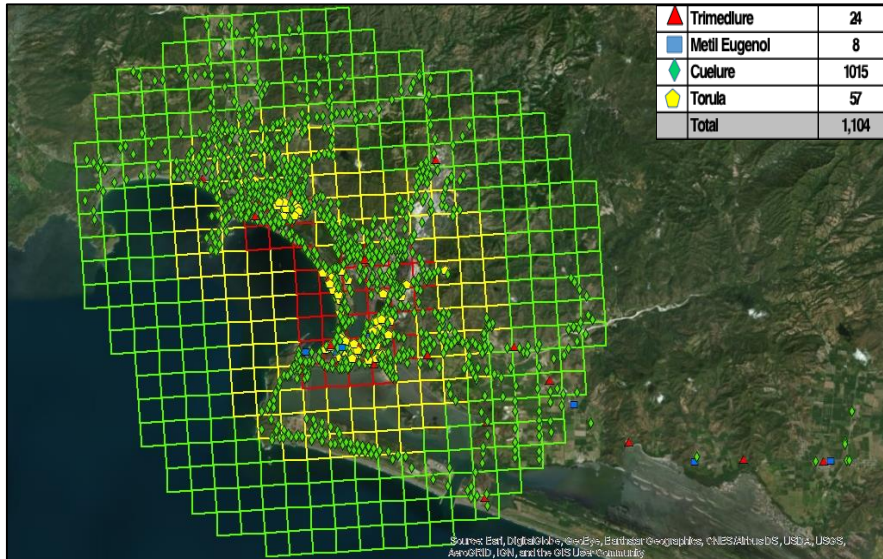 Trimedlure 24
Metil Eugenol 8
Cuelure 1015
Torula 57
Total 1,104
Source: Esri, DigitalGlobe, GeoEye, Earthstar Geographics, CNES/Airbus DS, USDA, USGS,
AeroGRID, IGN, and the GIS User Community